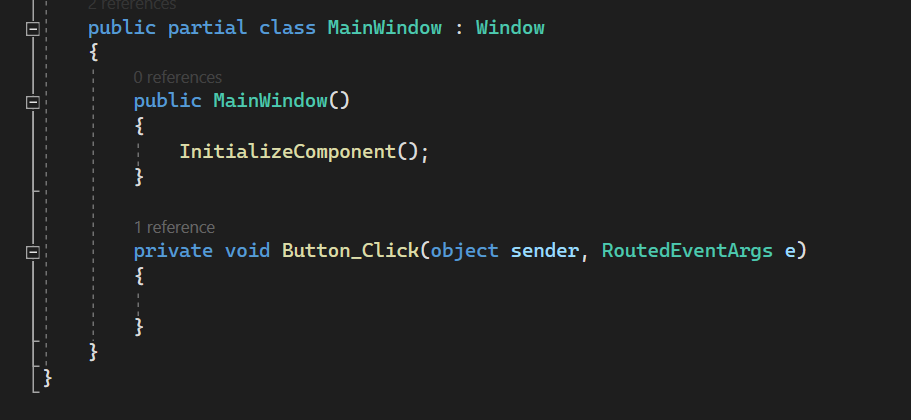 2 references
public partial class MainWindow : Window
{
0 references
public MainWindow()
{
InitializeComponent();
}
1 reference
private void Button_Click(object sender, RoutedEventArgs e)
{
}
}
}